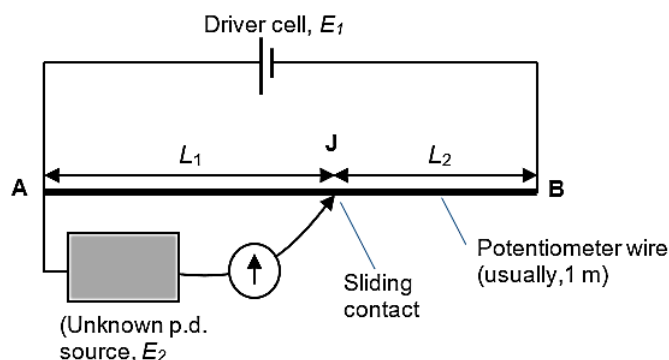 Driver cell, E1
J
L1
L2
A
B
Potentiometer wire
(usually,1 m)
Sliding
contact
(Unknown p.d.
source, E2